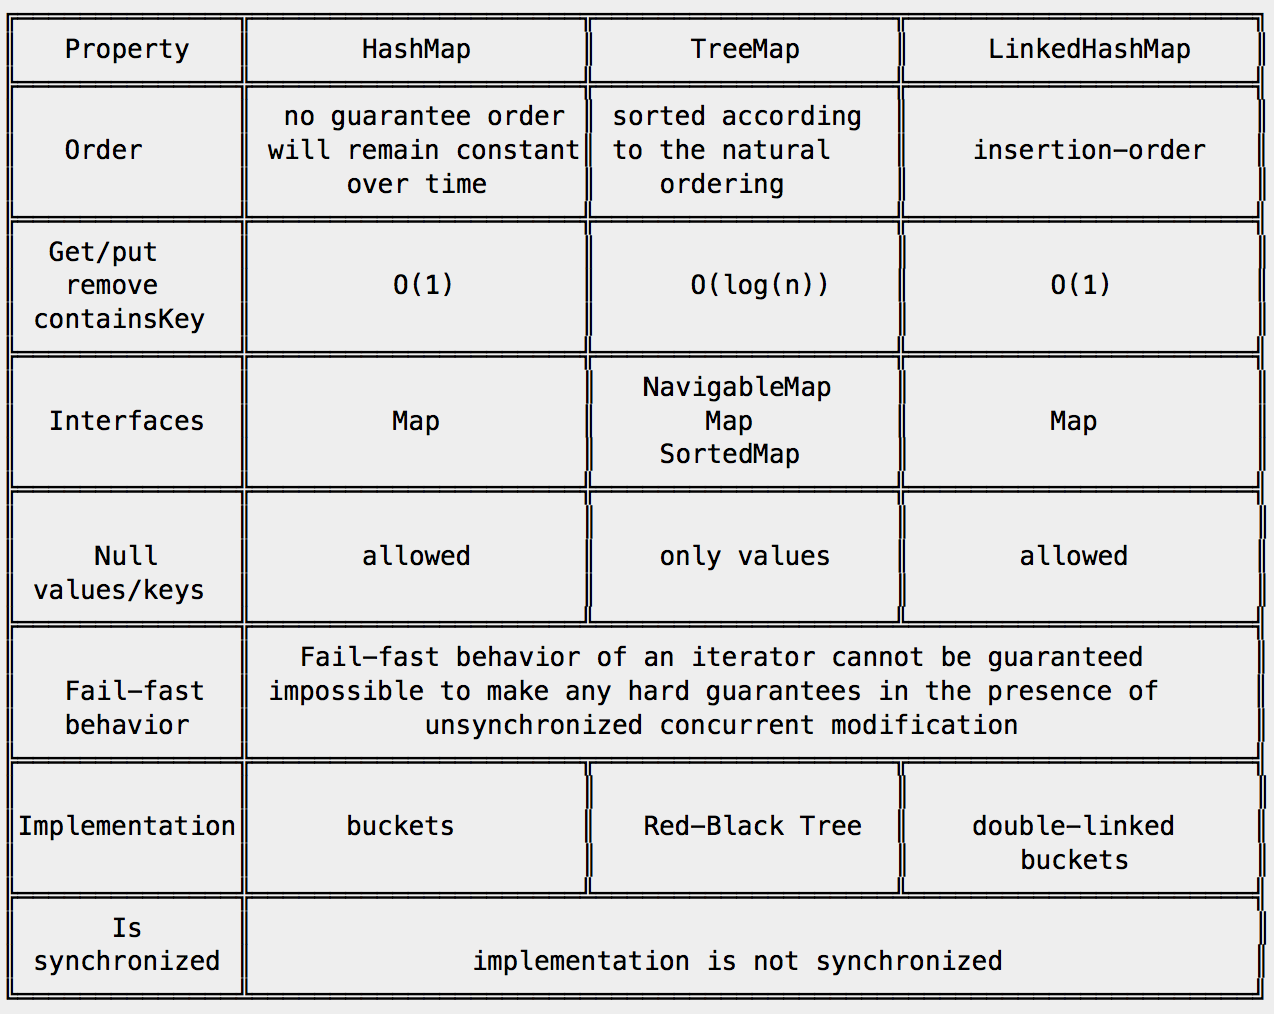 Property HashMap TreeMap LinkedHashMap
no guarantee order sorted according
Order will remain constant to the natural insertion-order
over time ordering
Get/put
remove O(1) O(log(n)) O(1)
containsKey
NavigableMap
Interfaces Map Map Map
SortedMap
Null allowed only values allowed
values/keys
Fail-fast behavior of an iterator cannot be guaranteed
Fail-fast impossible to make any hard guarantees in the presence of
behavior unsynchronized concurrent modification
Implementation buckets Red-Black Tree double-linked
buckets
Is
synchronized implementation is not synchronized